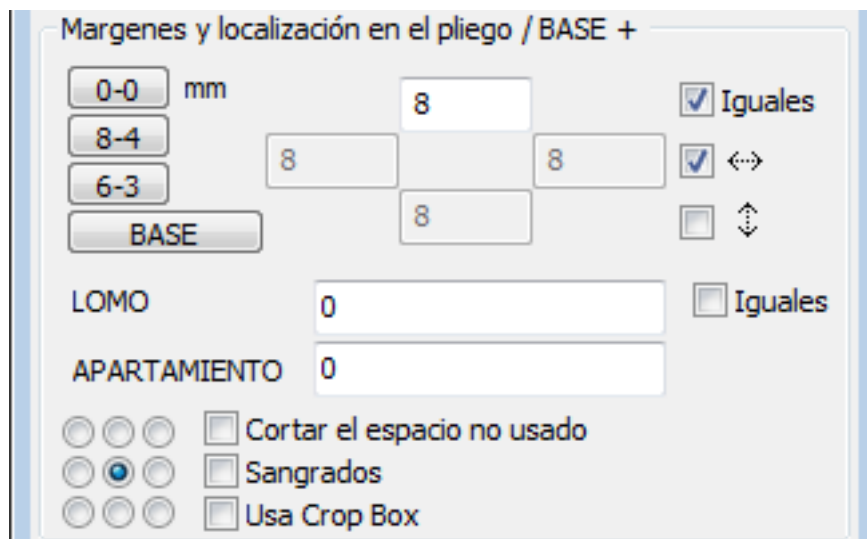 Margenes y localización en el pliego / BASE +
0-0 mm 8 Iguales
8-4
8 8
6-3
BASE 8
LOMO 0 Iguales
APARTAMIENTO 0
Cortar el espacio no usado
Sangrados
Usa Crop Box